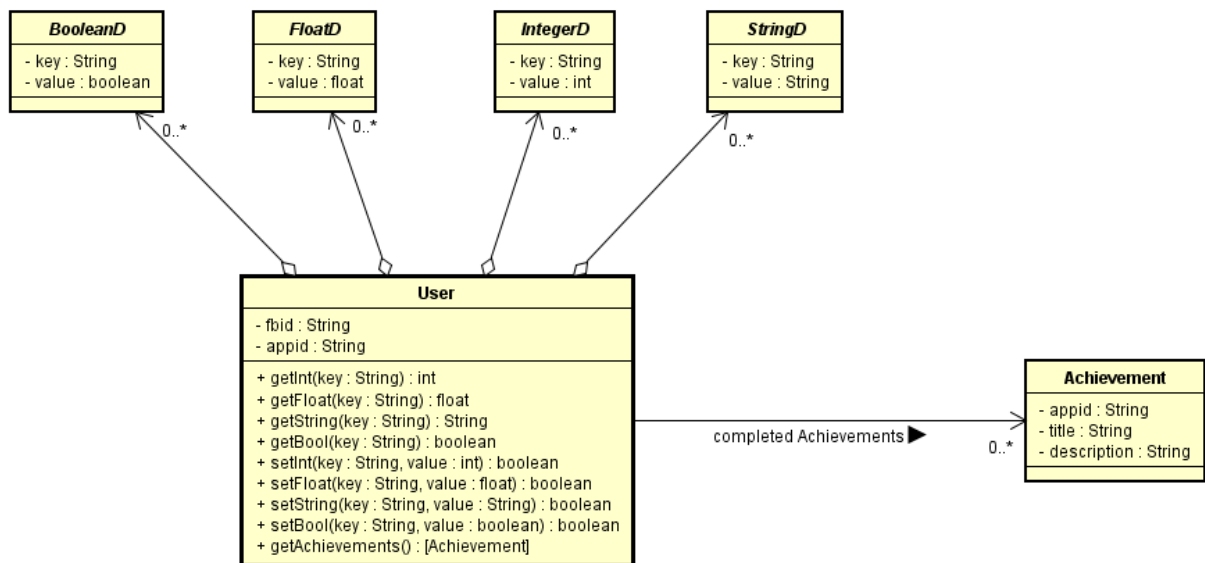 BooleanD
- key : String
- value : boolean
FloatD
- key : String
- value : float
IntegerD
- key : String
- value : int
StringD
- key : String
- value : String
0..*
0..*
0..*
0..*
User
- fbid : String
- appid : String
+ getInt(key : String) : int
+ getFloat(key : String) : float
+ getString(key : String) : String
+ getBool(key : String) : boolean
+ setInt(key : String, value : int) : boolean
+ setFloat(key : String, value : float) : boolean
+ setString(key : String, value : String) : boolean
+ setBool(key : String, value : boolean) : boolean
+ getAchievements() : [Achievement]
completed Achievements
0..*
Achievement
- appid : String
- title : String
- description : String